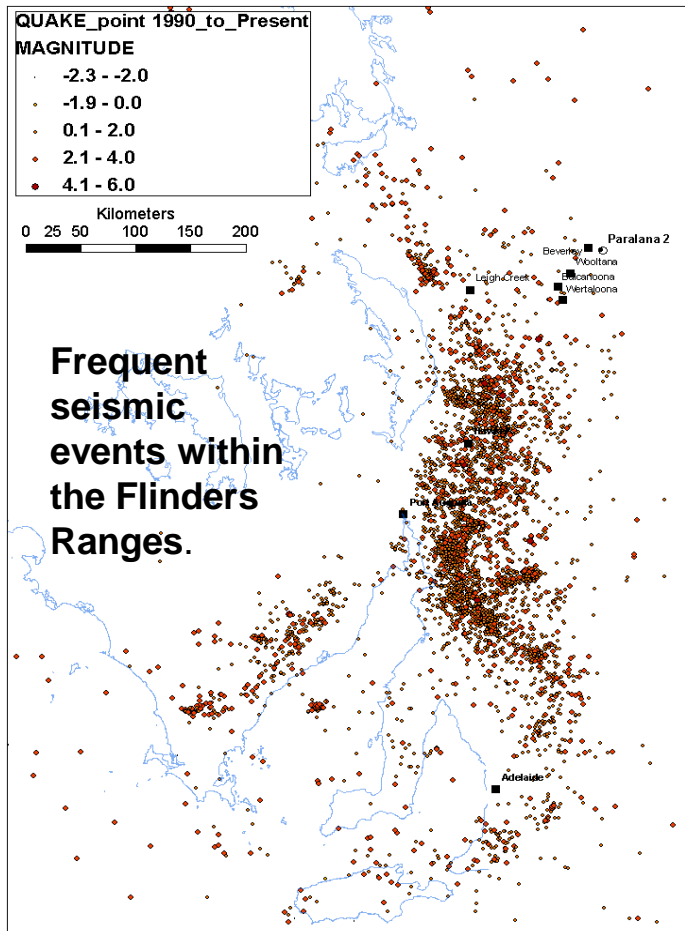 QUAKE_point 1990_to_Present
MAGNITUDE
-2.3 - -2.0
-1.9 - 0.0
0.1 - 2.0
2.1 - 4.0
4.1 - 6.0
Kilometers
0 25 50 100 150 200
Paralana 2
Beverley
Wooltana
Balcanoona
Wertaloona
Leigh Creek
Frequent
seismic
events within
the Flinders
Ranges.
Port Augusta
Adelaide